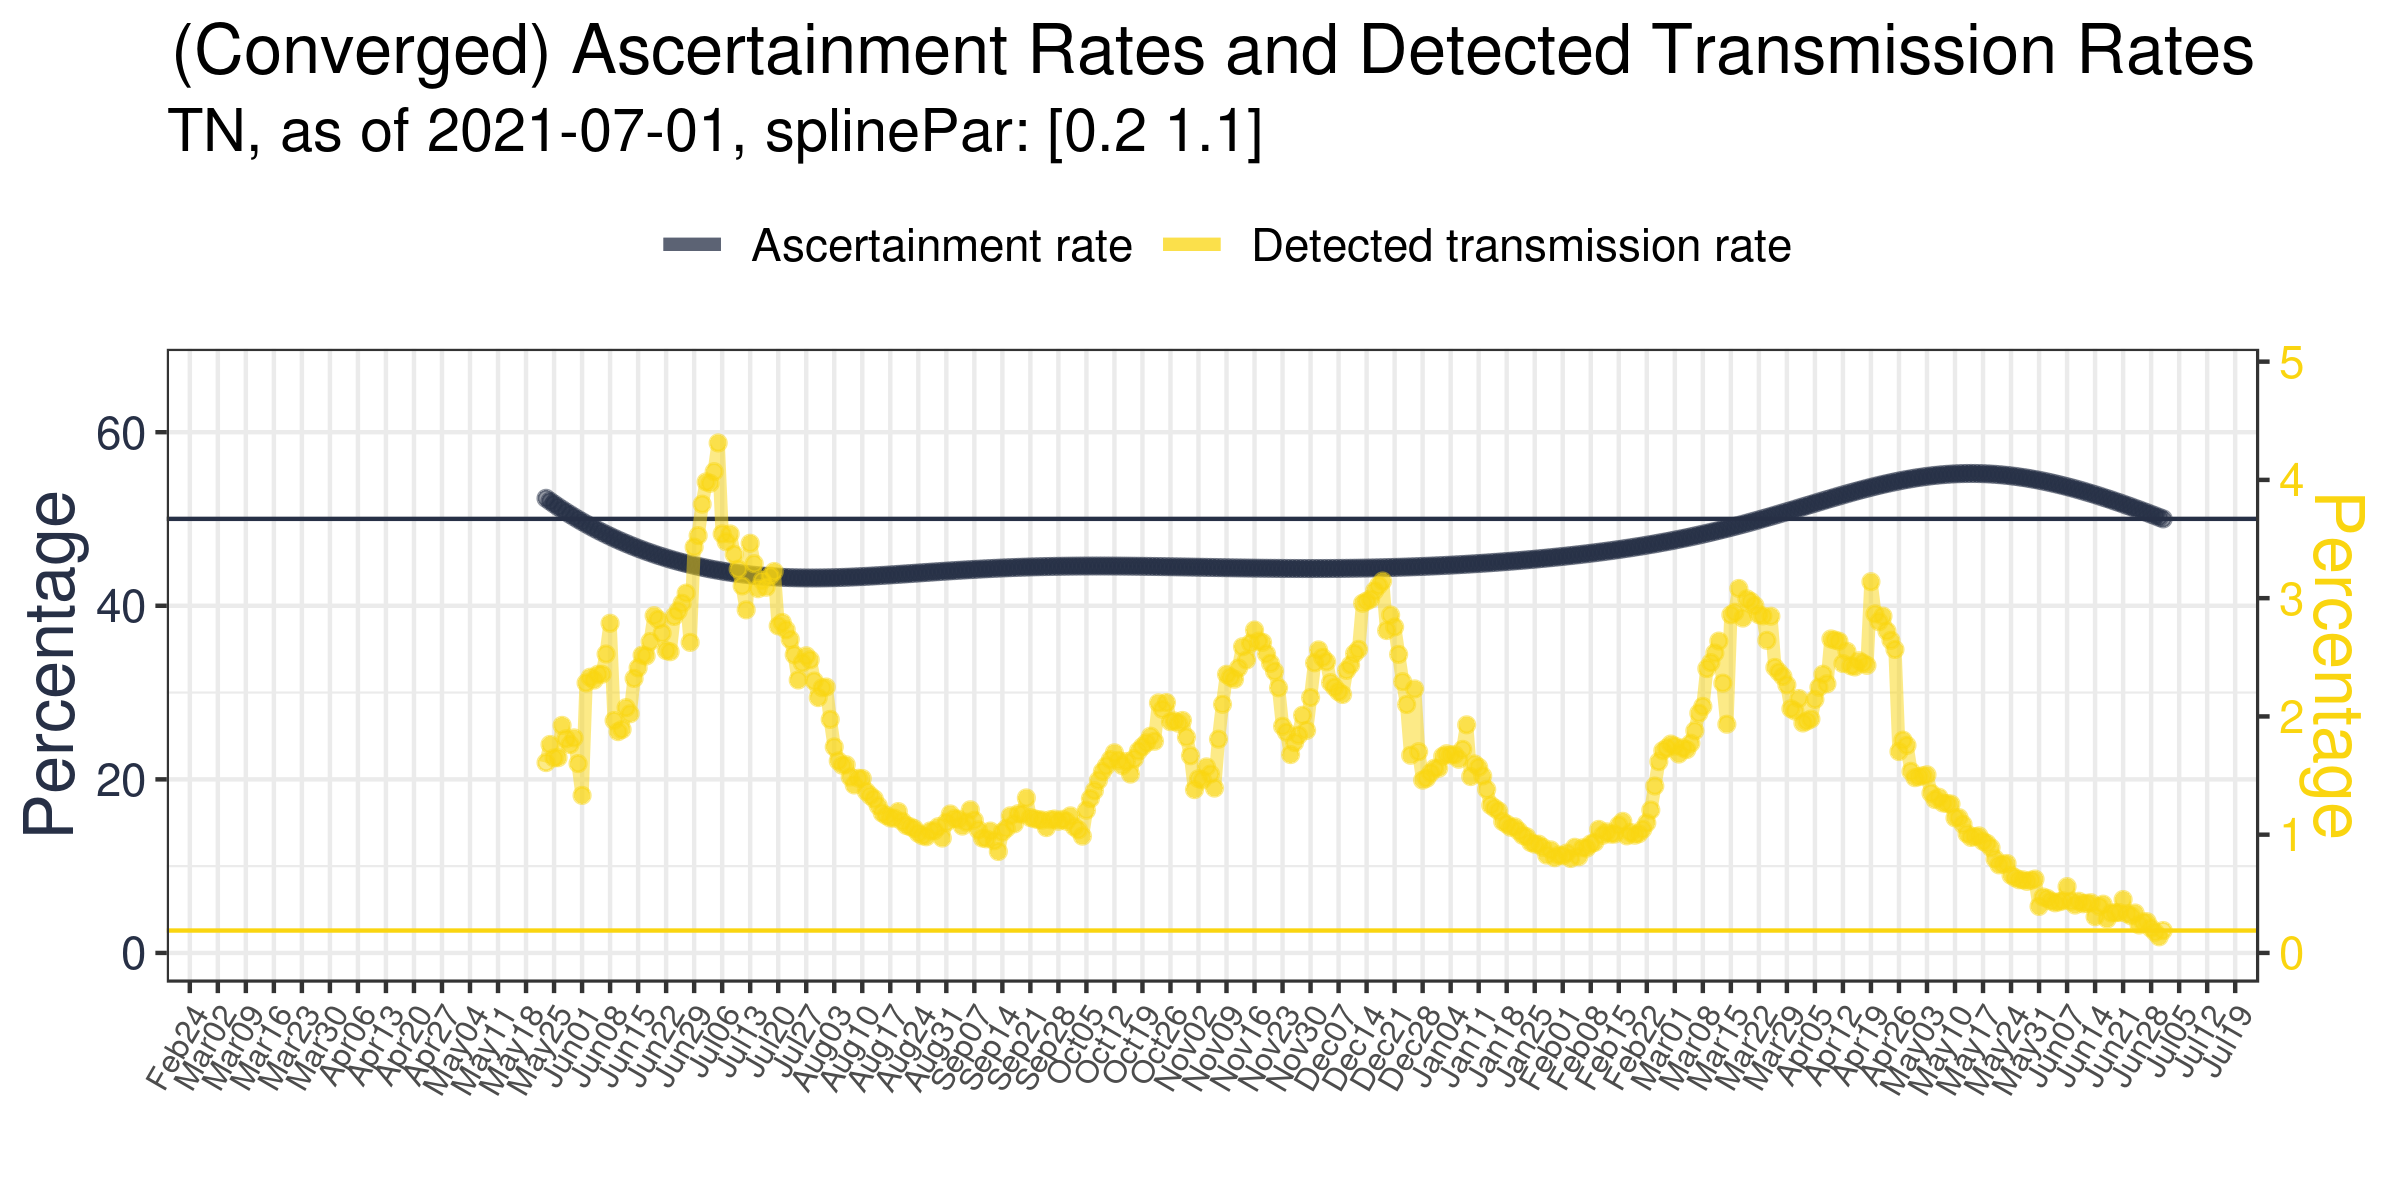 (Converged) Ascertainment Rates and Detected Transmission Rates
TN, as of 2021-07-01, splinePar: [0.2 1.1]
Ascertainment rate
Detected transmission rate
Percentage
60
40
20
0
5
4
3
2
1
0
Percentage
Feb24
Mar02
Mar09
Mar16
Mar23
Mar30
Apr06
Apr13
Apr20
Apr27
May04
May11
May18
May25
Jun01
Jun08
Jun15
Jun22
Jun29
Jul06
Jul13
Jul20
Jul27
Aug03
Aug10
Aug17
Aug24
Aug31
Sep07
Sep14
Sep21
Sep28
Oct05
Oct12
Oct19
Oct26
Nov02
Nov09
Nov16
Nov23
Nov30
Dec07
Dec14
Dec21
Dec28
Jan04
Jan11
Jan18
Jan25
Feb01
Feb08
Feb15
Feb22
Mar01
Mar08
Mar15
Mar22
Mar29
Apr05
Apr12
Apr19
Apr26
May03
May10
May17
May24
May31
Jun07
Jun14
Jun21
Jun28
Jul05
Jul12
Jul19